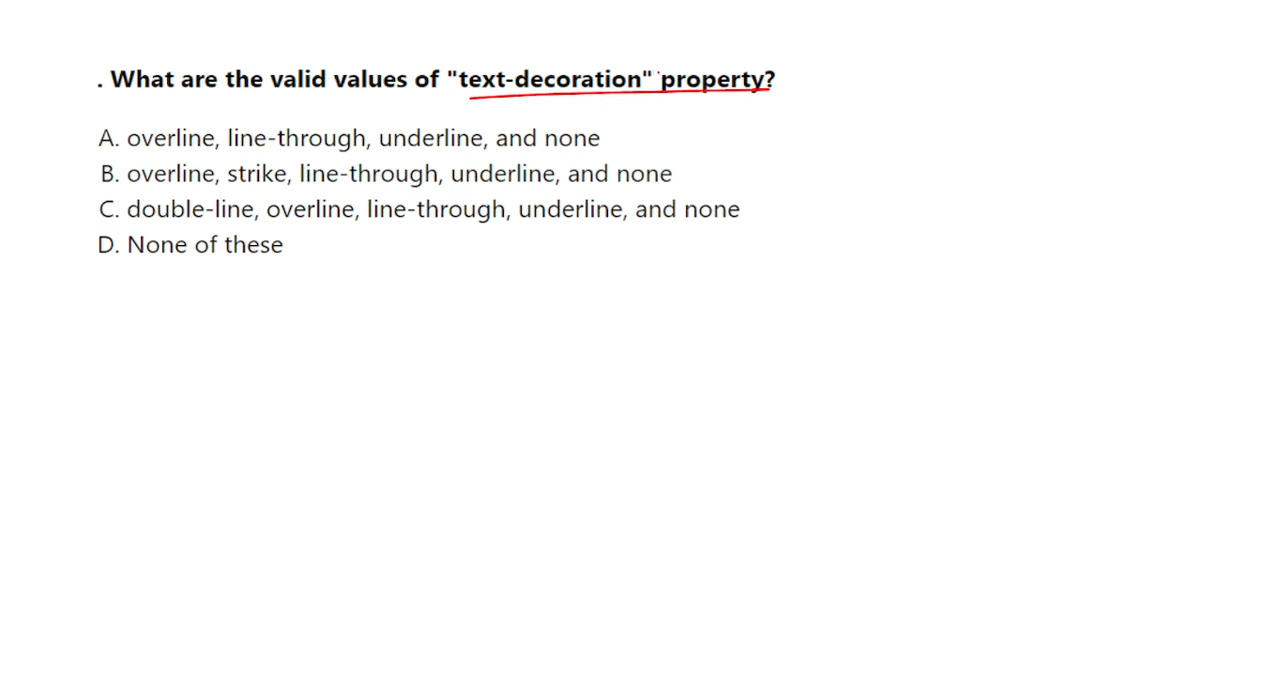 . What are the valid values of "text-decoration" property?
A. overline, line-through, underline, and none
B. overline, strike, line-through, underline, and none
C. double-line, overline, line-through, underline, and none
D. None of these